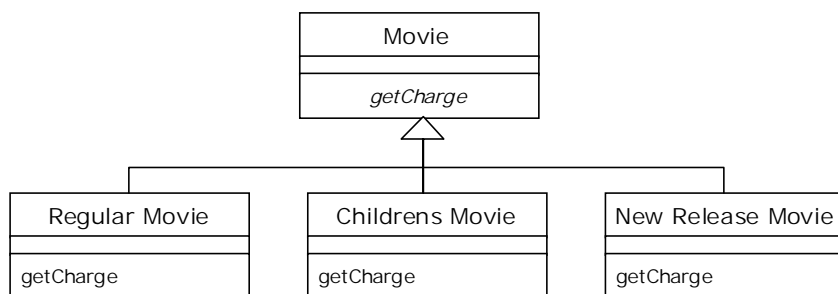 Movie
getCharge
Regular Movie
Childrens Movie
New Release Movie
getCharge
getCharge
getCharge